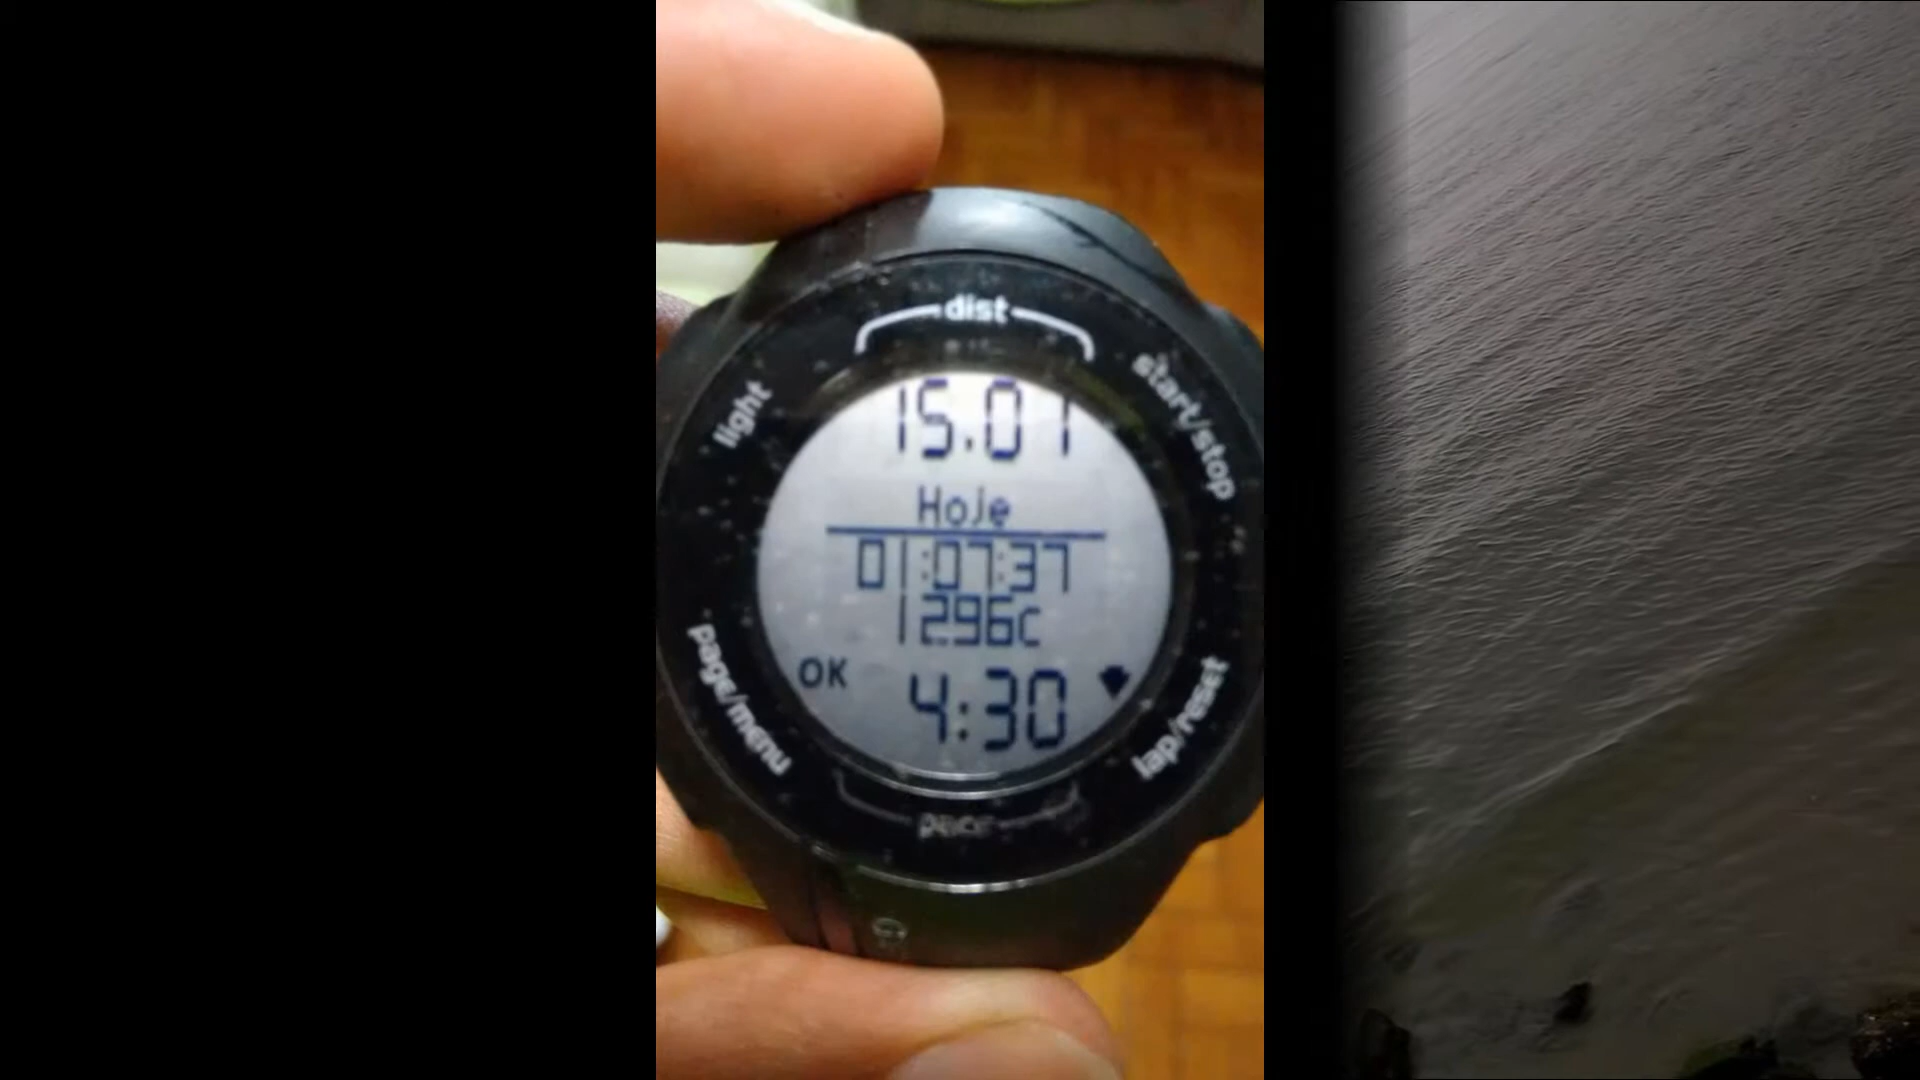 dist
light
start/stop
15.01
Hoje
01:07:37
1296c
OK
4:30
page/menu
lap/reset
pace